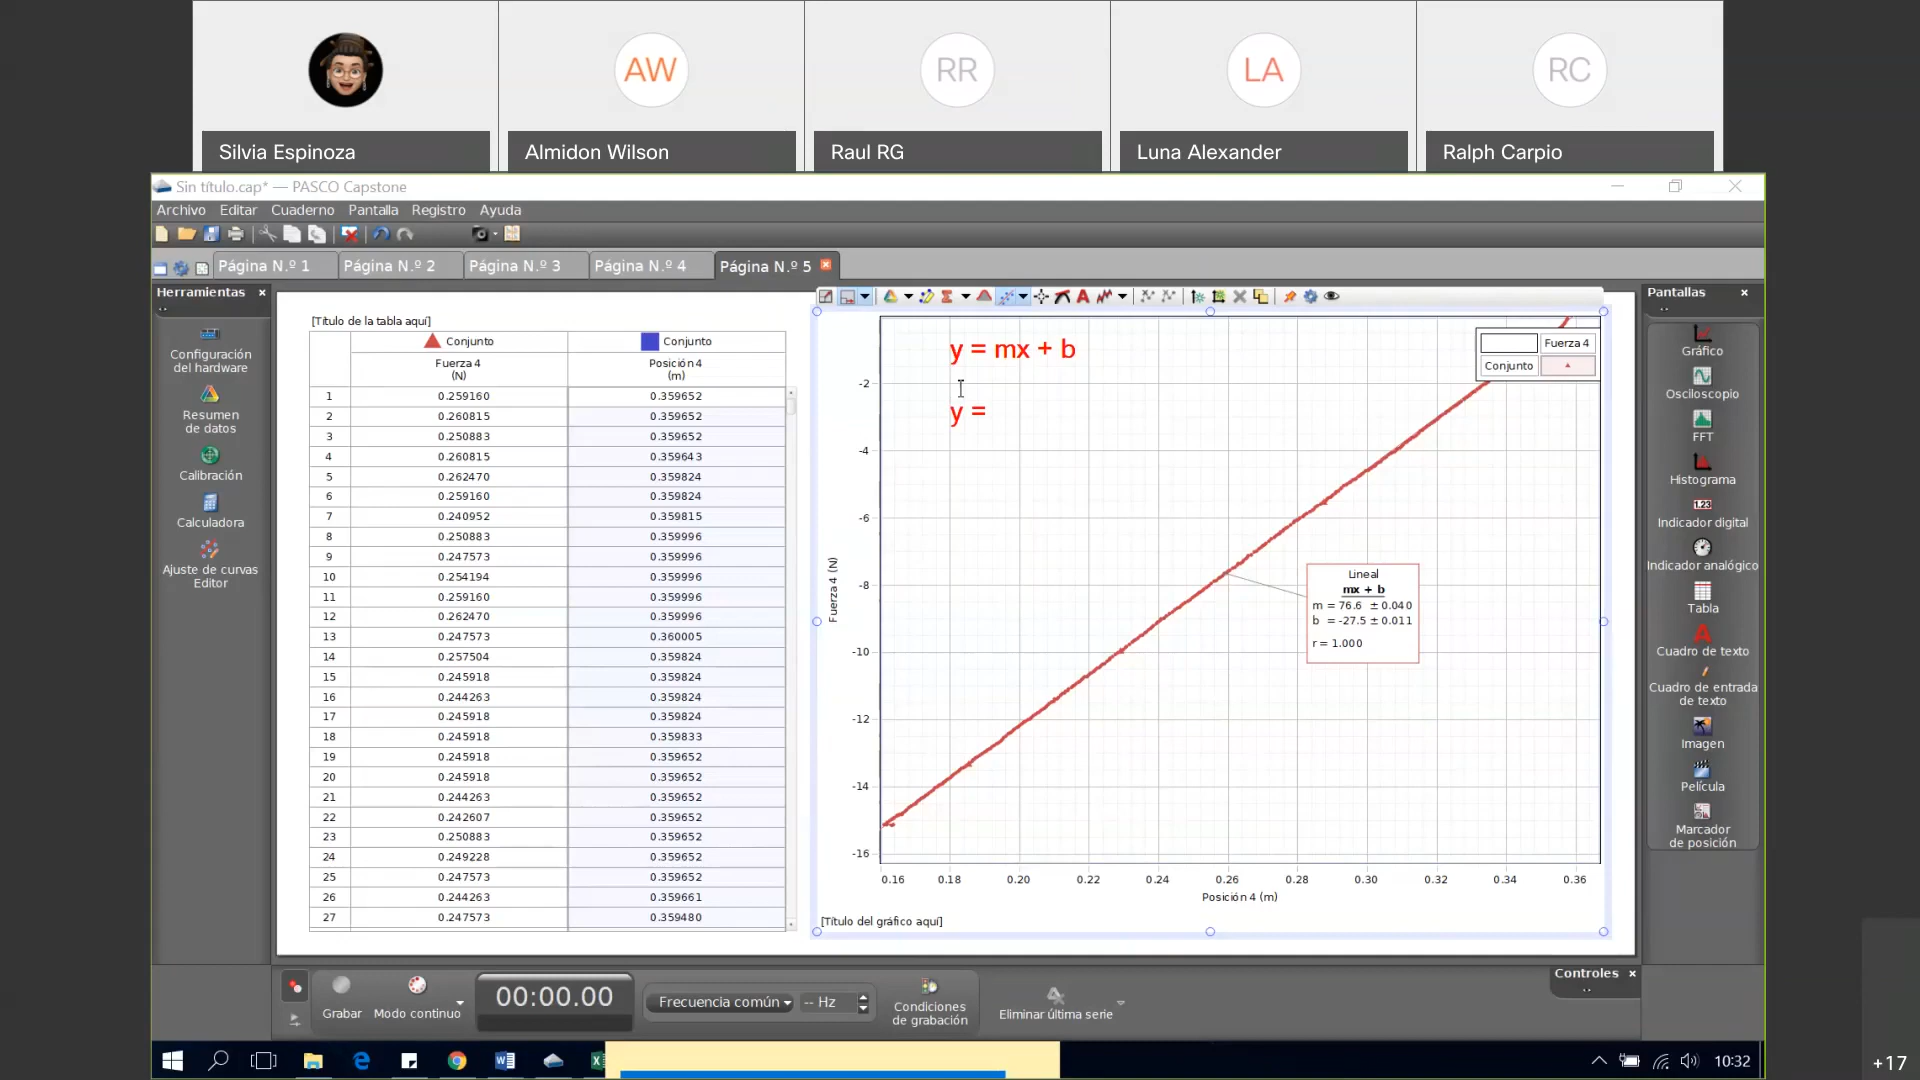 AW
RR
LA
RC
Silvia Espinoza
Almidon Wilson
Raul RG
Luna Alexander
Ralph Carpio
Sin título.cap* — PASCO Capstone
Archivo Editar Cuaderno Pantalla Registro Ayuda
Página N.º 1
Página N.º 2
Página N.º 3
Página N.º 4
Página N.º 5
Herramientas
Configuración
del hardware
Resumen
de datos
Calibración
Calculadora
Ajuste de curvas
Editor
[Título de la tabla aquí]
Conjunto Conjunto
Fuerza 4 Posición 4
(N) (m)
1 0.259160 0.359652
2 0.260815 0.359652
3 0.250883 0.359652
4 0.260815 0.359643
5 0.262470 0.359824
6 0.259160 0.359824
7 0.240952 0.359815
8 0.250883 0.359996
9 0.247573 0.359996
10 0.254194 0.359996
11 0.259160 0.359996
12 0.262470 0.359996
13 0.247573 0.360005
14 0.257504 0.359824
15 0.245918 0.359824
16 0.244263 0.359824
17 0.245918 0.359824
18 0.245918 0.359833
19 0.245918 0.359652
20 0.245918 0.359652
21 0.244263 0.359652
22 0.242607 0.359652
23 0.250883 0.359652
24 0.249228 0.359652
25 0.247573 0.359652
26 0.244263 0.359661
27 0.247573 0.359480
y = mx + b
y =
Fuerza 4
Conjunto
-2
-4
-6
-8
-10
-12
-14
-16
Fuerza 4 (N)
Lineal
mx + b
m = 76.6 ± 0.040
b = -27.5 ± 0.011
r = 1.000
0.16 0.18 0.20 0.22 0.24 0.26 0.28 0.30 0.32 0.34 0.36
Posición 4 (m)
[Título del gráfico aquí]
Pantallas
Gráfico
Osciloscopio
FFT
Histograma
1.23
Indicador digital
Indicador analógico
Tabla
A
Cuadro de texto
Cuadro de entrada
de texto
Imagen
Película
Marcador
de posición
Grabar
Modo continuo
00:00.00
Frecuencia común
-- Hz
Condiciones
de grabación
Eliminar última serie
Controles
10:32
+17